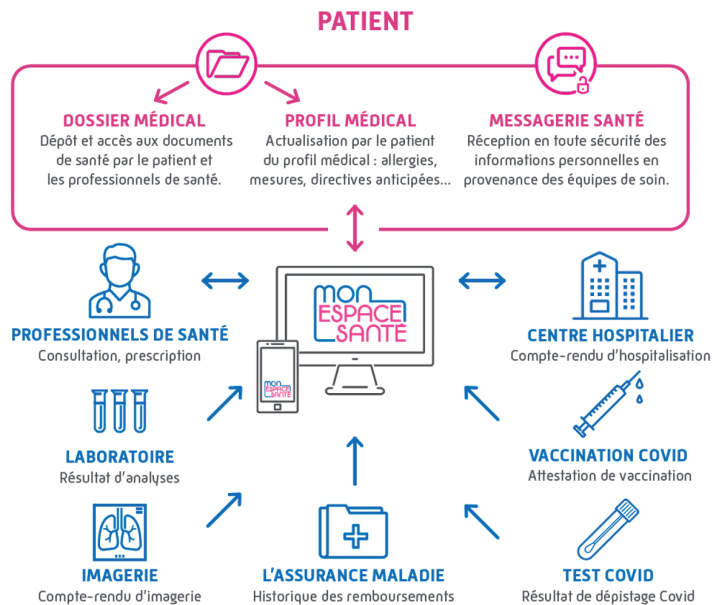 PATIENT
DOSSIER MÉDICAL
Dépôt et accès aux documents
de santé par le patient et
les professionnels de santé.
PROFIL MÉDICAL
Actualisation par le patient
du profil médical : allergies,
mesures, directives anticipées...
MESSAGERIE SANTÉ
Réception en toute sécurité des
informations personnelles en
provenance des équipes de soin.
PROFESSIONNELS DE SANTÉ
Consultation, prescription
mon
ESPACE
SANTÉ
mon
ESPACE
SANTÉ
CENTRE HOSPITALIER
Compte-rendu d'hospitalisation
LABORATOIRE
Résultat d'analyses
VACCINATION COVID
Attestation de vaccination
IMAGERIE
Compte-rendu d'imagerie
L'ASSURANCE MALADIE
Historique des remboursements
TEST COVID
Résultat de dépistage Covid